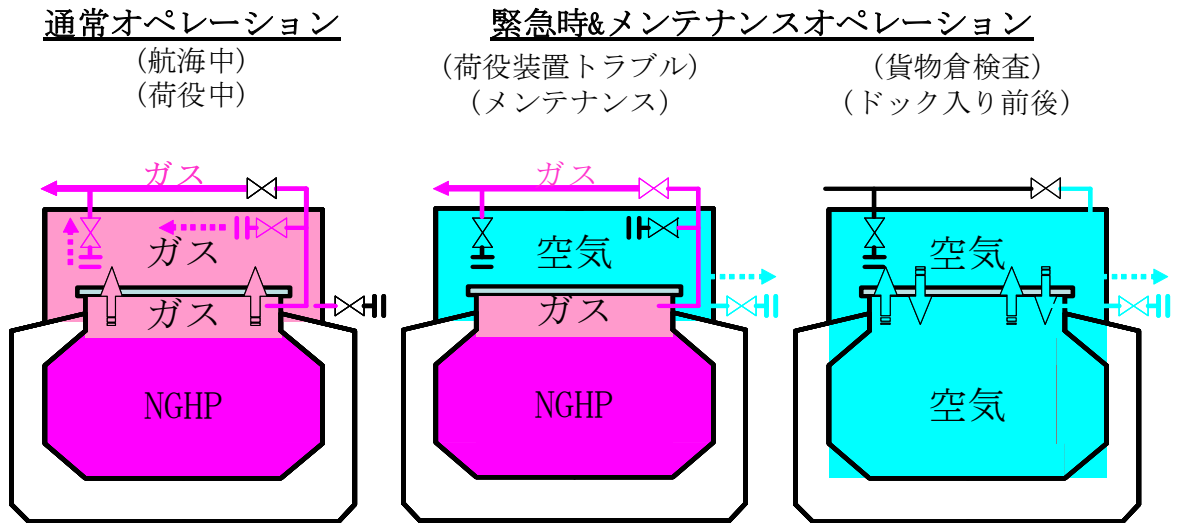 通常オペレーション
(航海中)
(荷役中)
緊急時&メンテナンスオペレーション
(荷役装置トラブル)
(メンテナンス)
(貨物倉検査)
(ドック入り前後)
ガス
ガス
ガス
NGHP
ガス
空気
ガス
NGHP
空気
空気